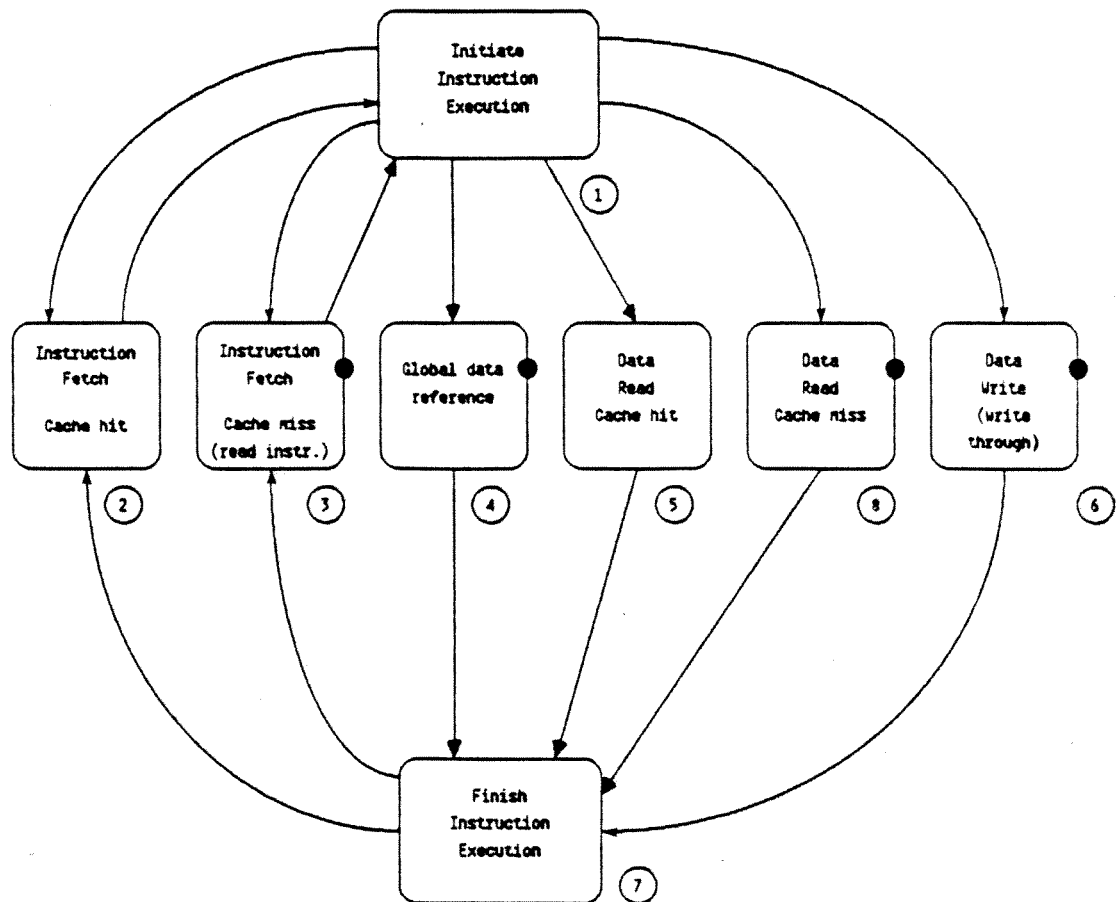 Initiate
Instruction
Execution
1
Instruction
Fetch
Cache hit
2
Instruction
Fetch
Cache miss
(read instr.)
3
Global data
reference
4
Data
Read
Cache hit
5
Data
Read
Cache miss
8
Data
Write
(write
through)
6
Finish
Instruction
Execution
7